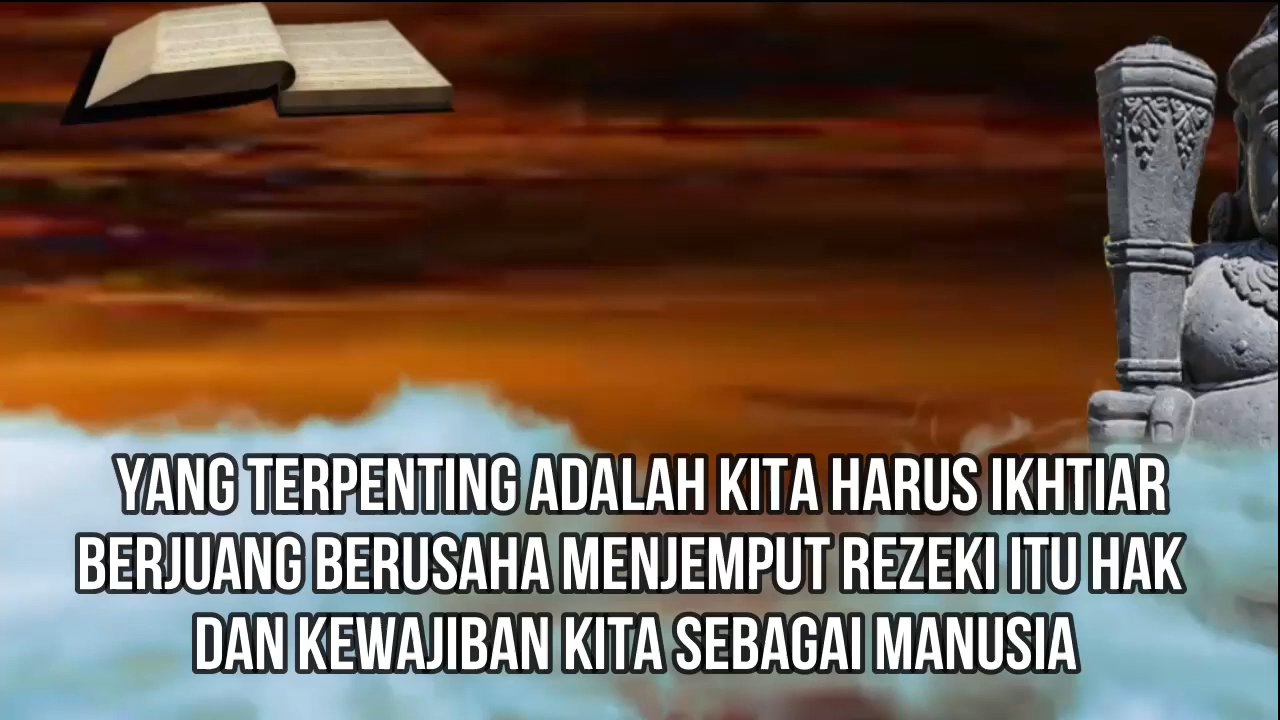 YANG TERPENTING ADALAH KITA HARUS IKHTIAR
BERJUANG BERUSAHA MENJEMPUT REZEKI ITU HAK
DAN KEWAJIBAN KITA SEBAGAI MANUSIA